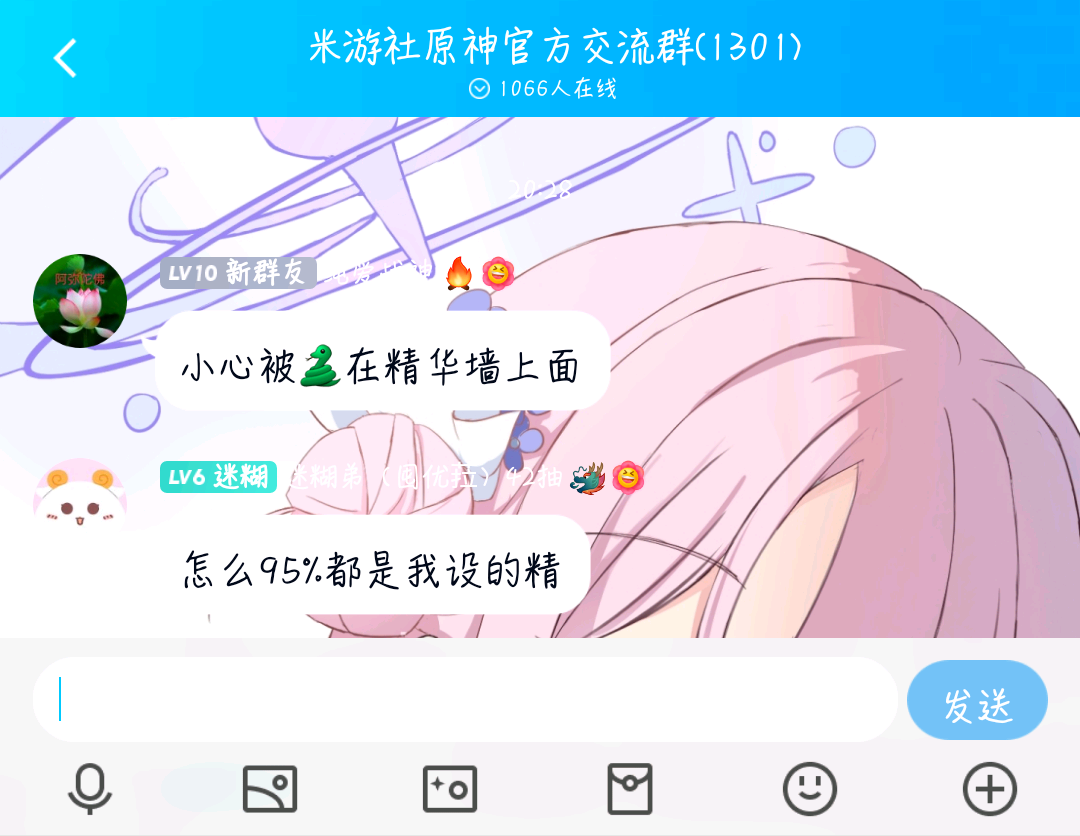 米游社原神官方交流群(1301)
1066人在线
20:28
阿弥陀佛
LV10 新群友
小心被🐍在精华墙上面
LV6 迷糊 迷糊弟（圈优菈）92抽🐲
怎么95%都是我设的精
发送